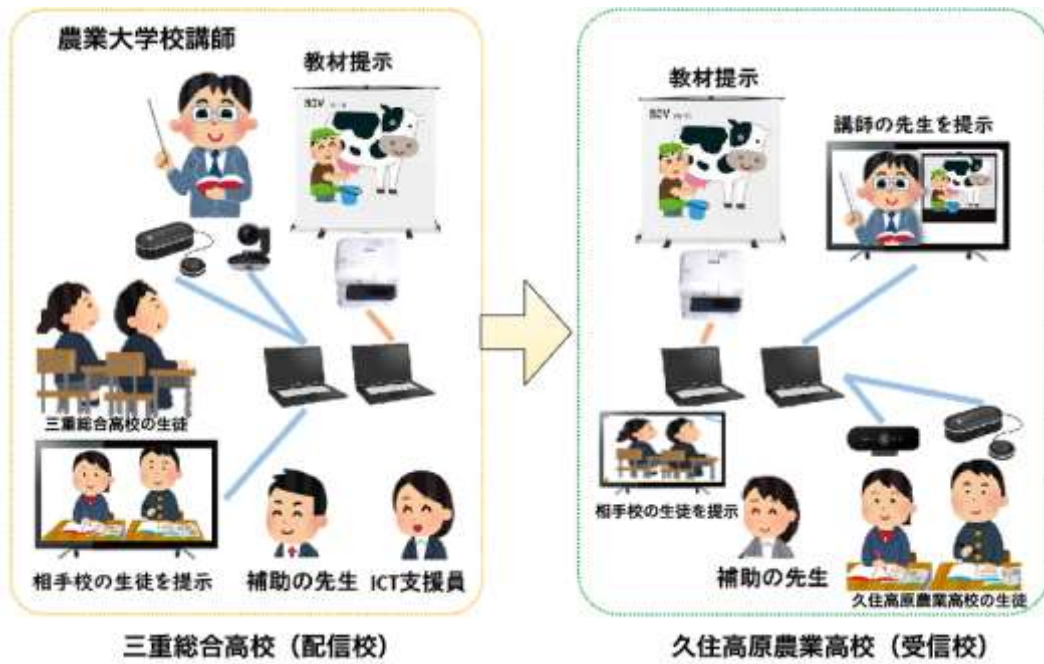 農業大学校講師
教材提示
三重総合高校の生徒
相手校の生徒を提示
補助の先生
ICT支援員
三重総合高校（配信校）
教材提示
講師の先生を提示
相手校の生徒を提示
補助の先生
久住高原農業高校の生徒
久住高原農業高校（受信校）